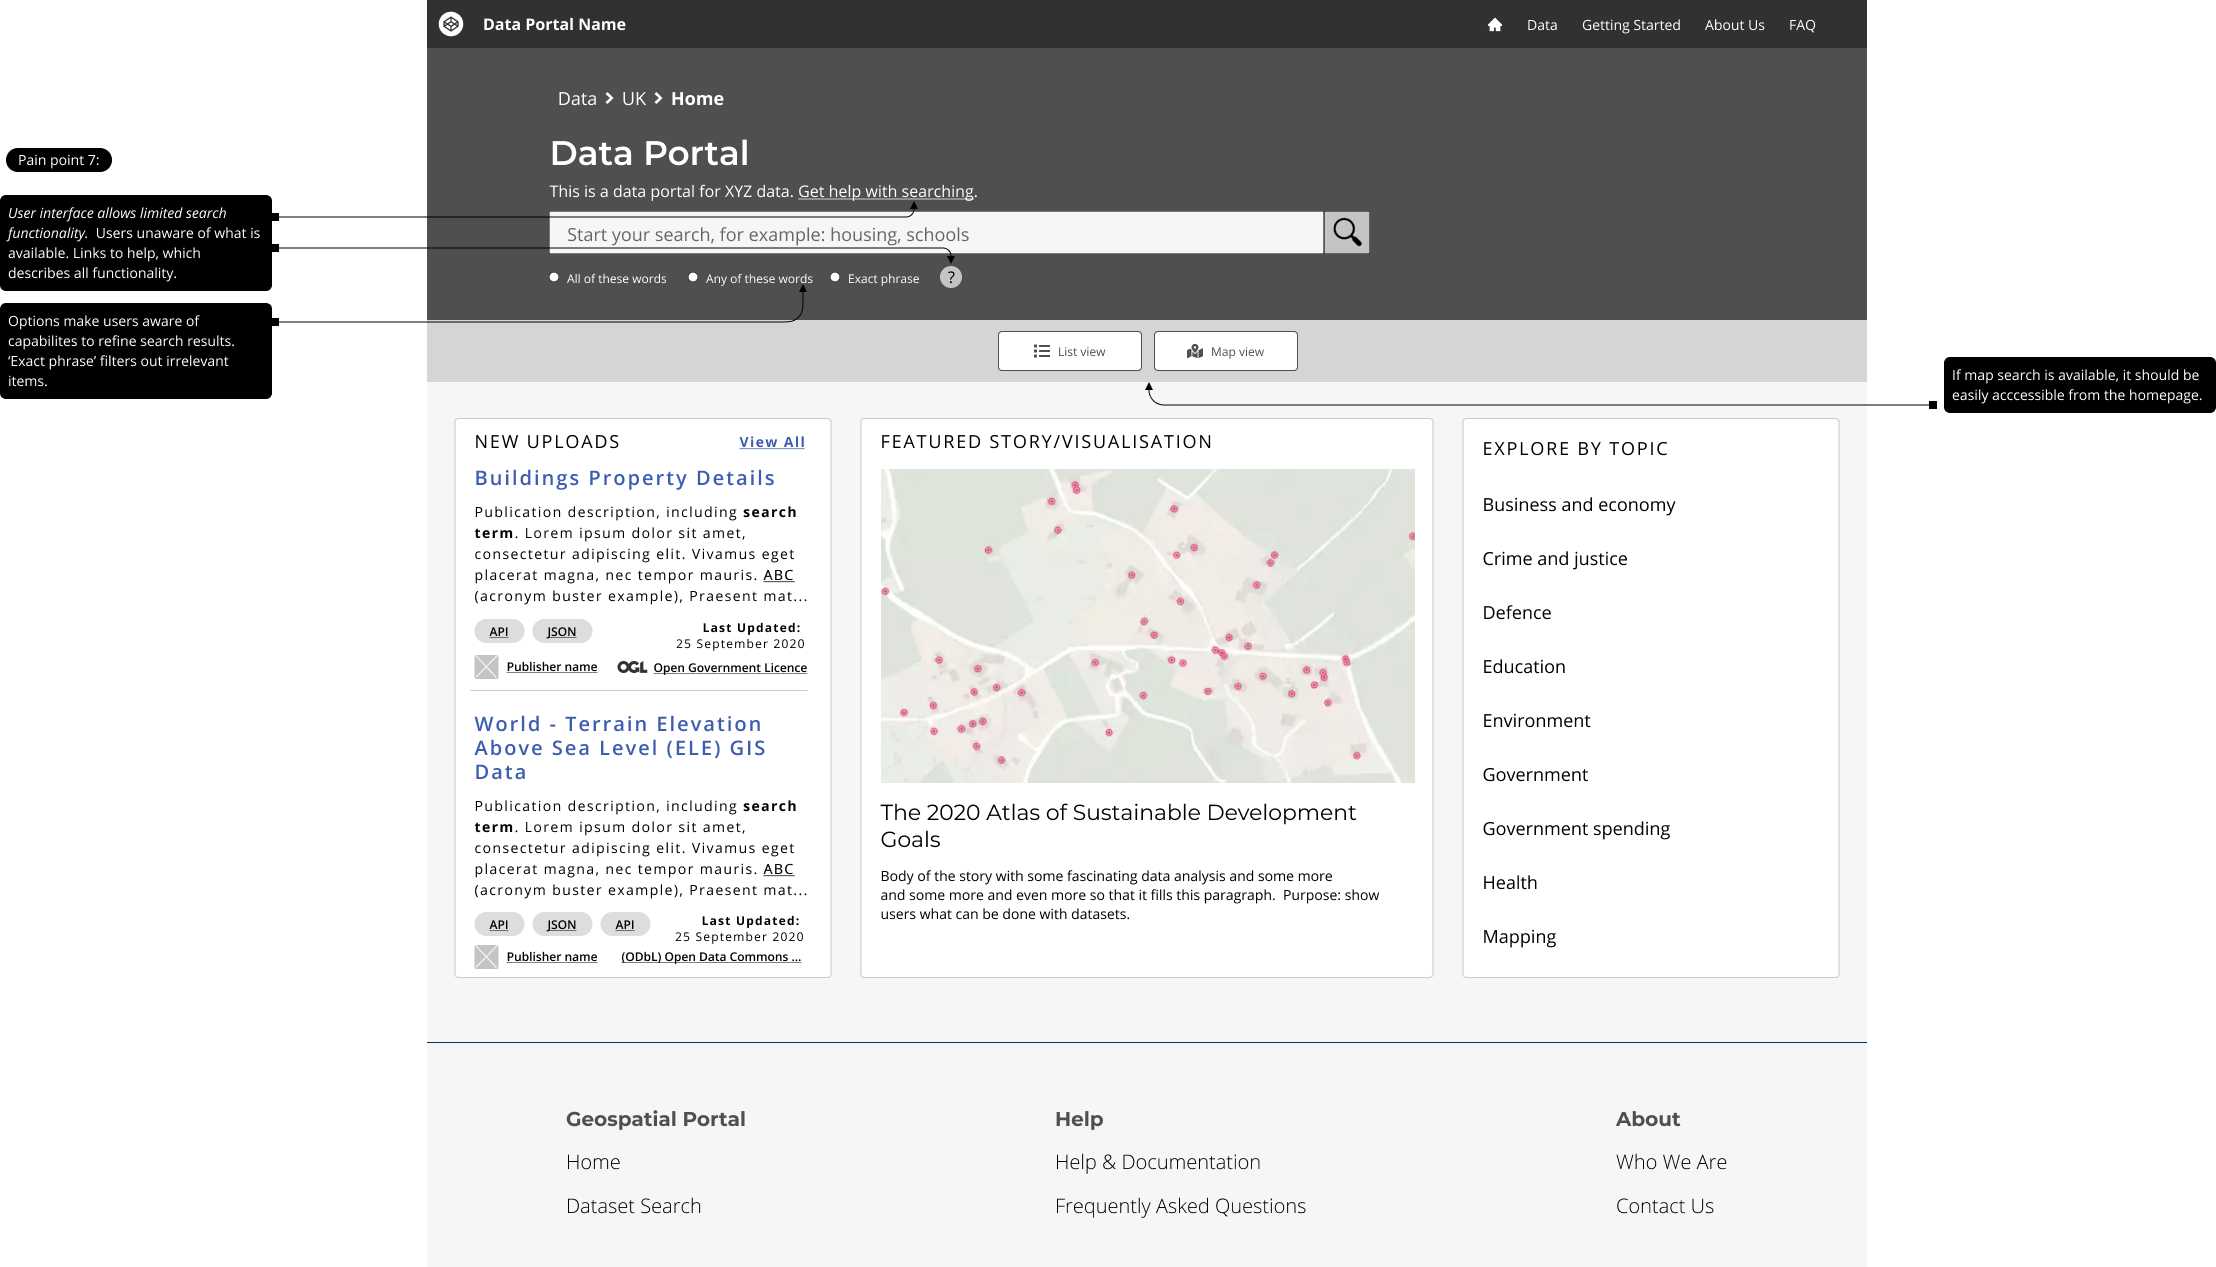 Data Portal Name
Data
Getting Started
About Us
FAQ
Data
UK
Home
Pain point 7:
User interface allows limited search
functionality.  Users unaware of what is
available. Links to help, which
describes all functionality.
Options make users aware of
capabilites to refine search results.
‘Exact phrase’ filters out irrelevant
items.
Data Portal
This is a data portal for XYZ data. Get help with searching.
Start your search, for example: housing, schools
All of these words
Any of these words
Exact phrase
?
List view
Map view
If map search is available, it should be
easily acccessible from the homepage.
NEW UPLOADS
View All
Buildings Property Details
Publication description, including search
term. Lorem ipsum dolor sit amet,
consectetur adipiscing elit. Vivamus eget
placerat magna, nec tempor mauris. ABC
(acronym buster example), Praesent mat...
API
JSON
Last Updated:
25 September 2020
Publisher name
OGL
Open Government Licence
World - Terrain Elevation
Above Sea Level (ELE) GIS
Data
Publication description, including search
term. Lorem ipsum dolor sit amet,
consectetur adipiscing elit. Vivamus eget
placerat magna, nec tempor mauris. ABC
(acronym buster example), Praesent mat...
API
JSON
API
Last Updated:
25 September 2020
Publisher name
(ODbL) Open Data Commons ...
FEATURED STORY/VISUALISATION
The 2020 Atlas of Sustainable Development
Goals
Body of the story with some fascinating data analysis and some more
and some more and even more so that it fills this paragraph.  Purpose: show
users what can be done with datasets.
EXPLORE BY TOPIC
Business and economy
Crime and justice
Defence
Education
Environment
Government
Government spending
Health
Mapping
Geospatial Portal
Home
Dataset Search
Help
Help & Documentation
Frequently Asked Questions
About
Who We Are
Contact Us